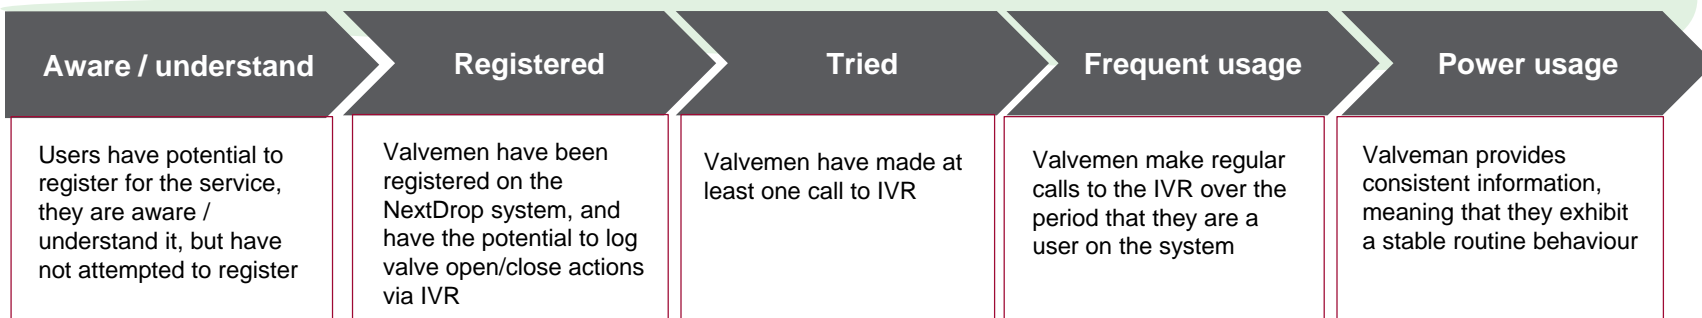 Aware / understand
Registered
Tried
Frequent usage
Power usage
Users have potential to
register for the service,
they are aware /
understand it, but have
not attempted to register
Valvemen have been
registered on the
NextDrop system, and
have the potential to log
valve open/close actions
via IVR
Valvemen have made at
least one call to IVR
Valvemen make regular
calls to the IVR over the
period that they are a
user on the system
Valveman provides
consistent information,
meaning that they exhibit
a stable routine behaviour